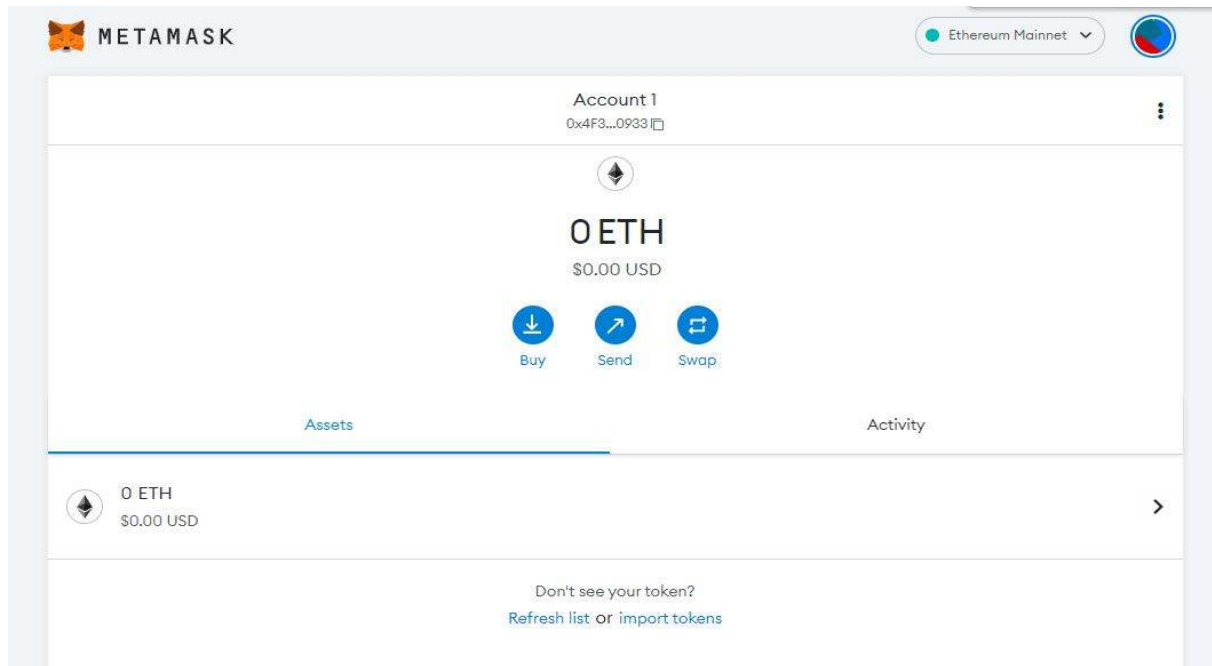 METAMASK
Ethereum Mainnet
Account 1
0x4F3...0933
0 ETH
$0.00 USD
Buy Send Swap
Assets Activity
0 ETH
$0.00 USD
Don't see your token?
Refresh list or import tokens